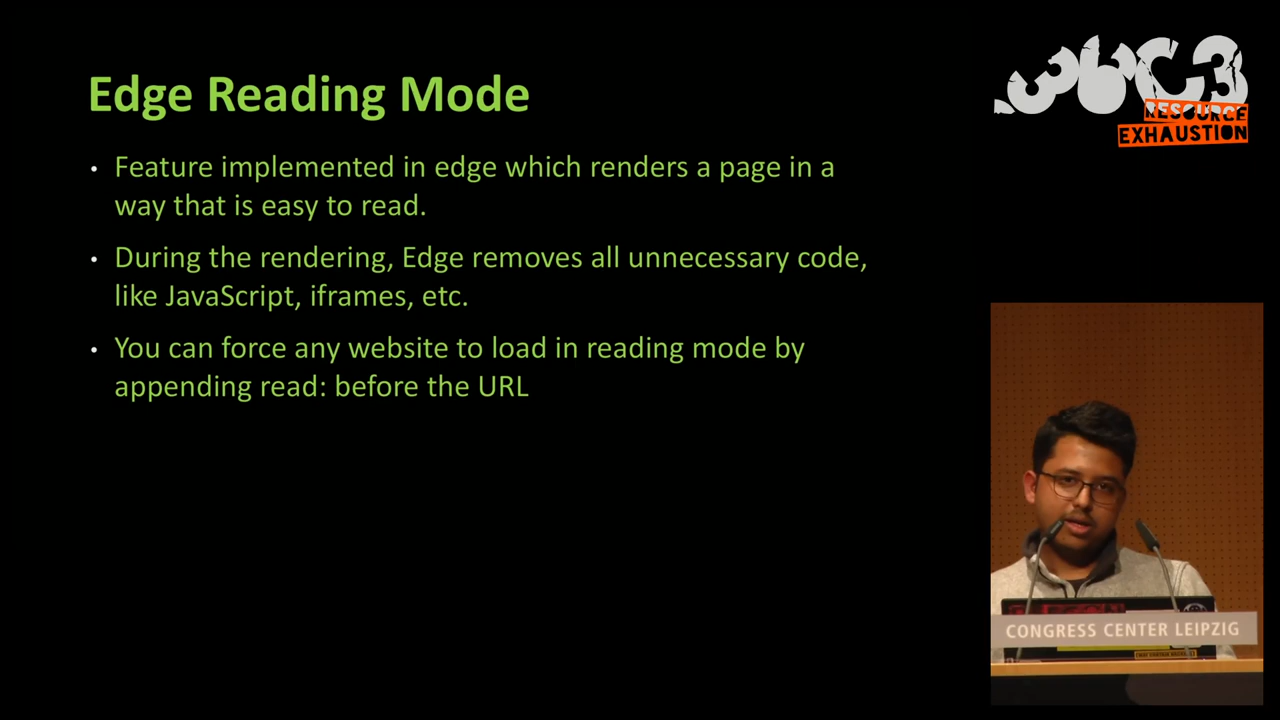 Edge Reading Mode
• Feature implemented in edge which renders a page in a
way that is easy to read.
• During the rendering, Edge removes all unnecessary code,
like JavaScript, iframes, etc.
• You can force any website to load in reading mode by
appending read: before the URL
36C3
RESOURCE
EXHAUSTION
CONGRESS CENTER LEIPZIG